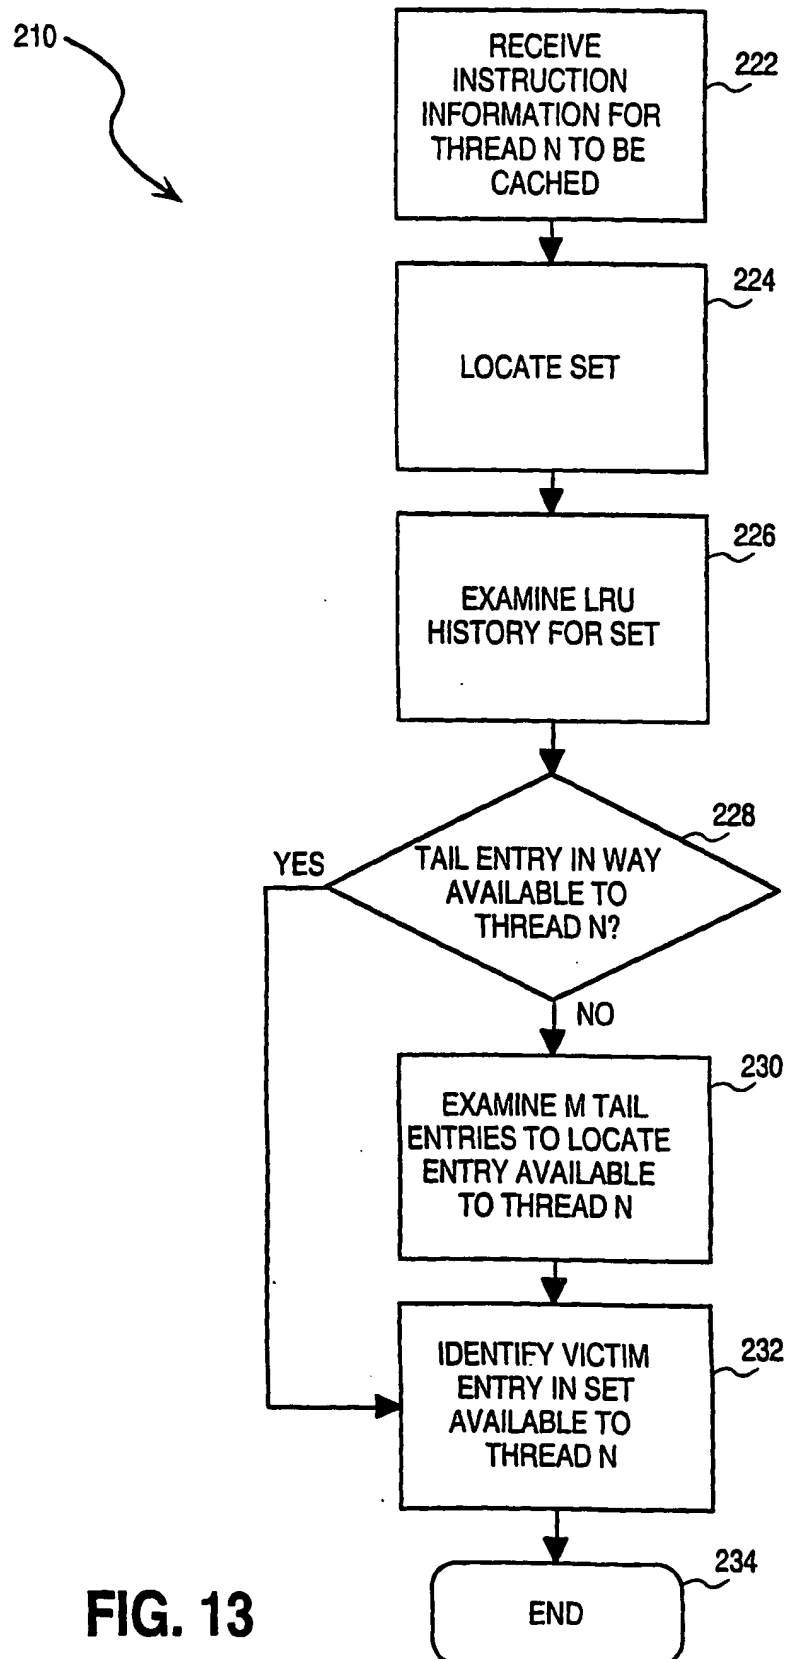 210
RECEIVE
INSTRUCTION
INFORMATION FOR
THREAD N TO BE
CACHED
222
LOCATE SET
224
EXAMINE LRU
HISTORY FOR SET
226
TAIL ENTRY IN WAY
AVAILABLE TO
THREAD N?
228
YES
NO
EXAMINE M TAIL
ENTRIES TO LOCATE
ENTRY AVAILABLE
TO THREAD N
230
IDENTIFY VICTIM
ENTRY IN SET
AVAILABLE TO
THREAD N
232
END
234
FIG. 13